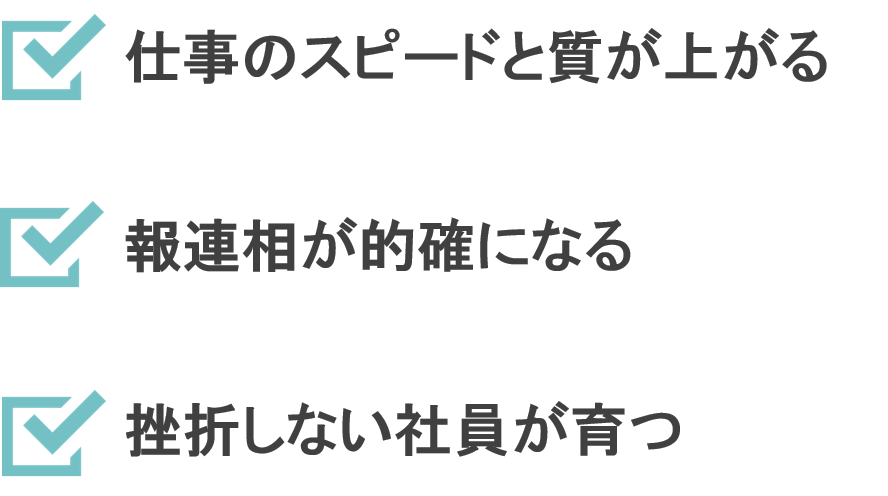 仕事のスピードと質が上がる
報連相が的確になる
挫折しない社員が育つ